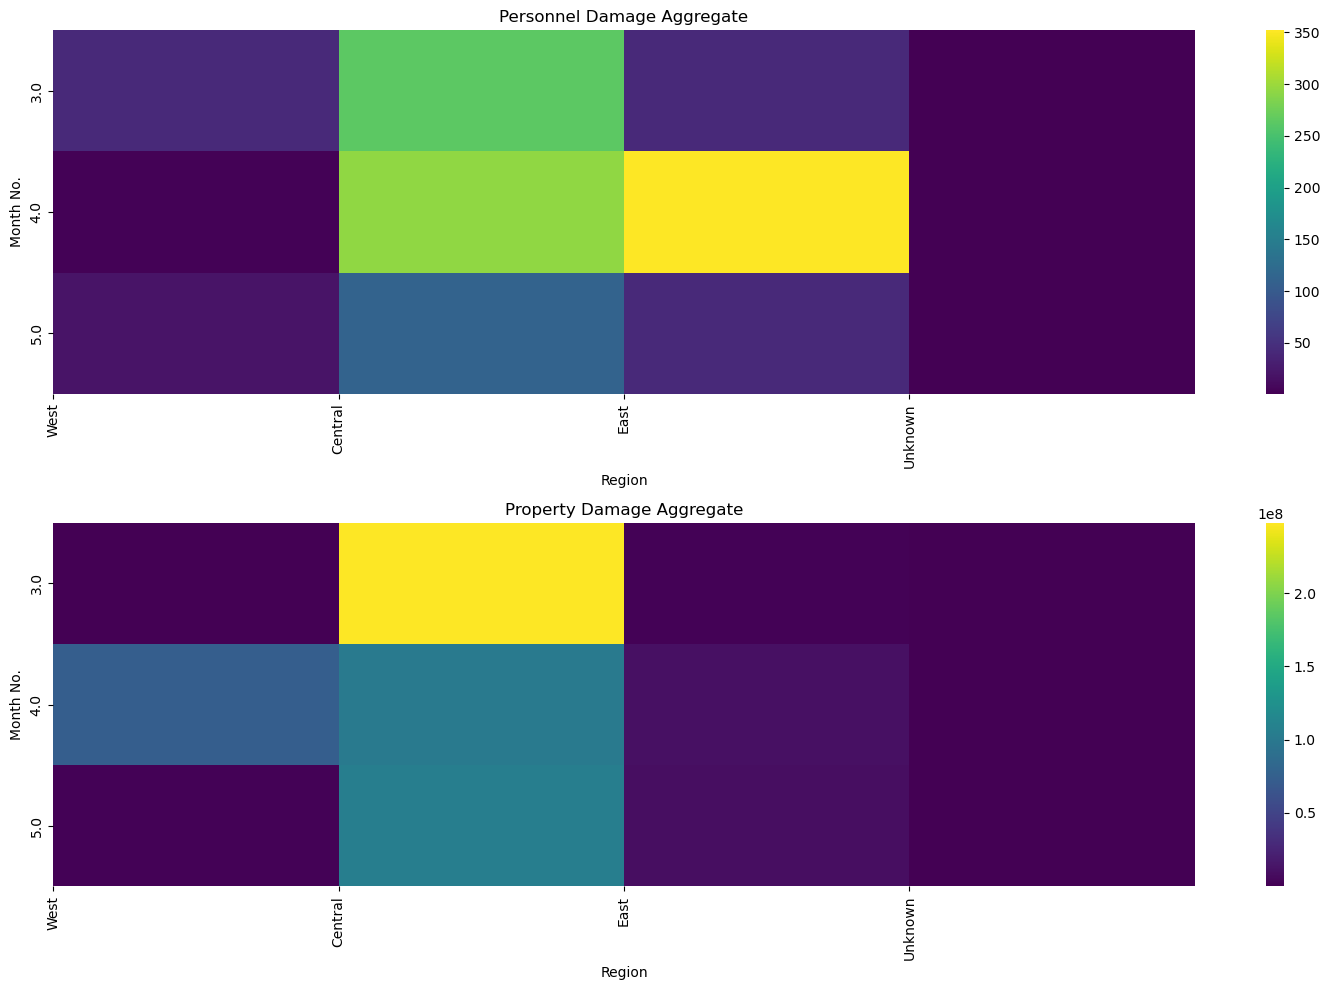 Personnel Damage Aggregate
Month No.
3.0
4.0
5.0
West
Central
East
Unknown
Region
350
300
250
200
150
100
50
Property Damage Aggregate
1e8
Month No.
3.0
4.0
5.0
West
Central
East
Unknown
Region
2.0
1.5
1.0
0.5